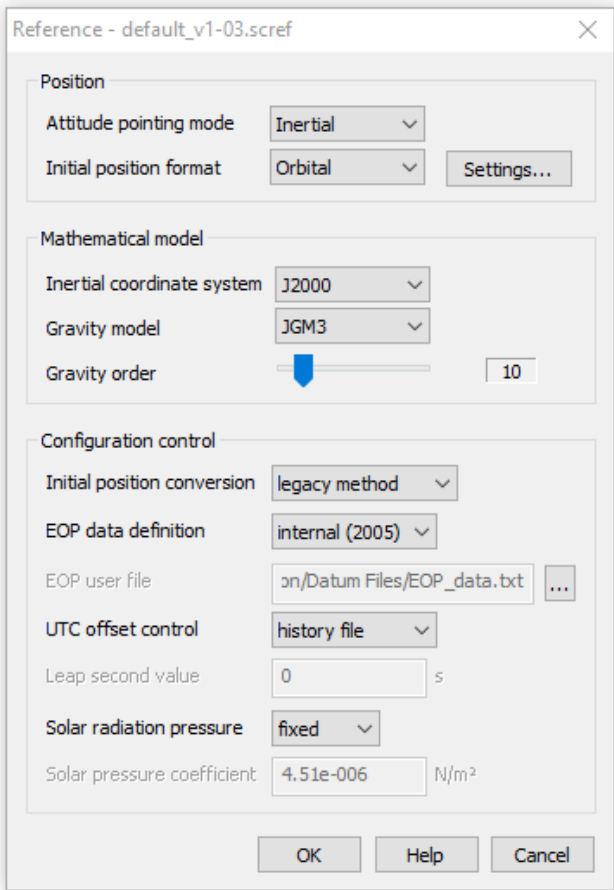 Reference - default_v1-03.scref
Position
Attitude pointing mode Inertial
Initial position format Orbital Settings...
Mathematical model
Inertial coordinate system J2000
Gravity model JGM3
Gravity order 10
Configuration control
Initial position conversion legacy method
EOP data definition internal (2005)
EOP user file on/Datum Files/EOP_data.txt ...
UTC offset control history file
Leap second value 0 s
Solar radiation pressure fixed
Solar pressure coefficient 4.51e-006 N/m²
OK Help Cancel